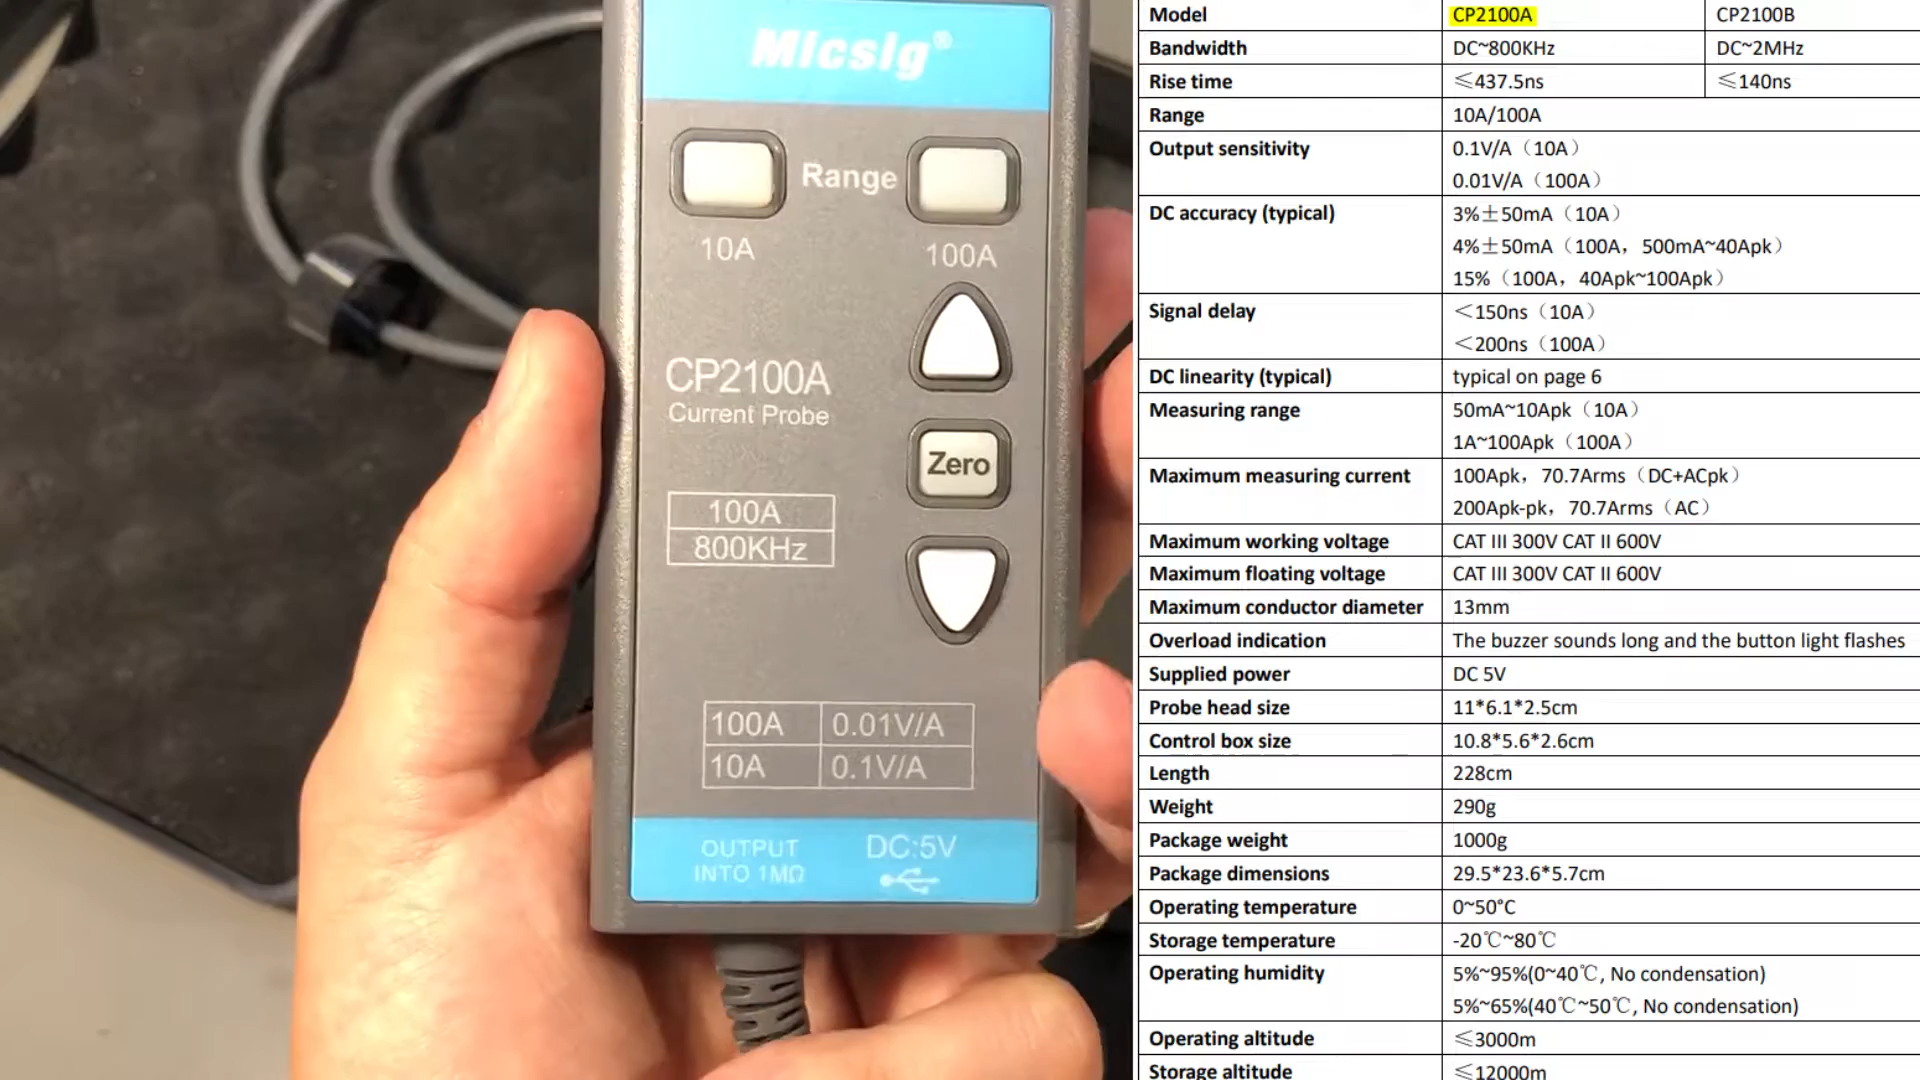 Micsig®
Range
10A
100A
CP2100A
Current Probe
Zero
100A
800KHz
100A 0.01V/A
10A 0.1V/A
OUTPUT
INTO 1MΩ
DC:5V
Model CP2100A CP2100B
Bandwidth DC~800KHz DC~2MHz
Rise time ≤437.5ns ≤140ns
Range 10A/100A
Output sensitivity 0.1V/A（10A）
0.01V/A（100A）
DC accuracy (typical) 3%±50mA（10A）
4%±50mA（100A，500mA~40Apk）
15%（100A，40Apk~100Apk）
Signal delay ＜150ns（10A）
＜200ns（100A）
DC linearity (typical) typical on page 6
Measuring range 50mA~10Apk（10A）
1A~100Apk（100A）
Maximum measuring current 100Apk，70.7Arms（DC+ACpk）
200Apk-pk，70.7Arms（AC）
Maximum working voltage CAT III 300V CAT II 600V
Maximum floating voltage CAT III 300V CAT II 600V
Maximum conductor diameter 13mm
Overload indication The buzzer sounds long and the button light flashes
Supplied power DC 5V
Probe head size 11*6.1*2.5cm
Control box size 10.8*5.6*2.6cm
Length 228cm
Weight 290g
Package weight 1000g
Package dimensions 29.5*23.6*5.7cm
Operating temperature 0~50°C
Storage temperature -20℃~80℃
Operating humidity 5%~95%(0~40℃, No condensation)
5%~65%(40℃~50℃, No condensation)
Operating altitude ≤3000m
Storage altitude ≤12000m